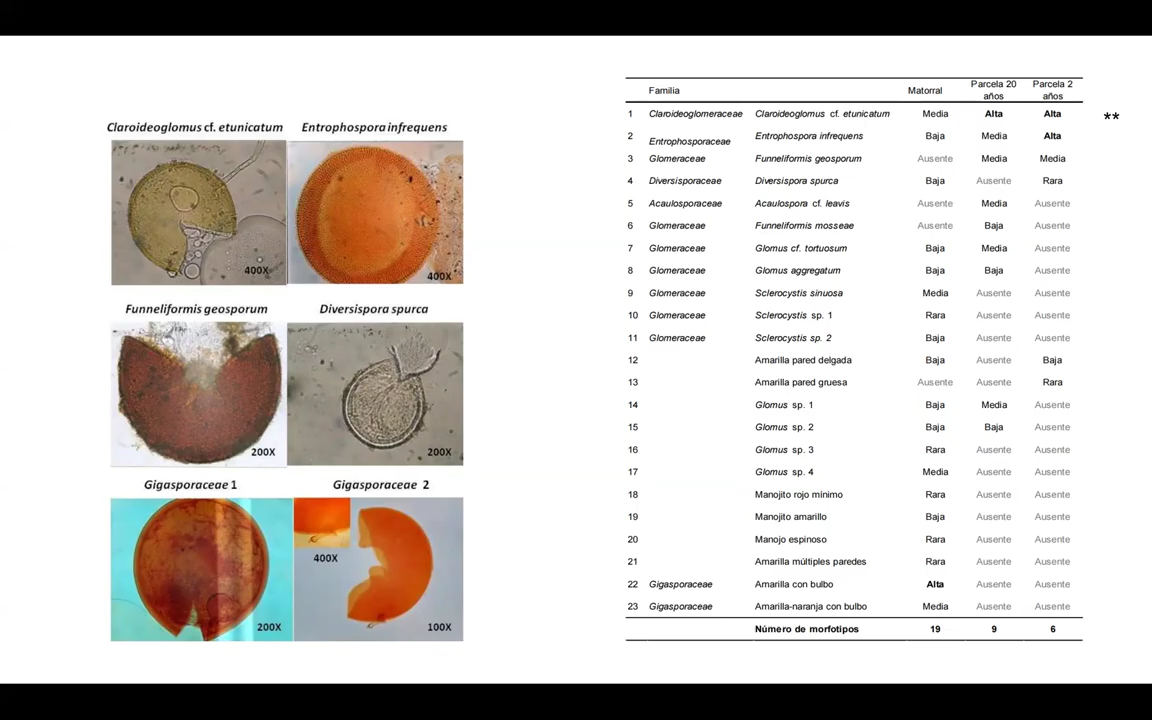 Claroideoglomus cf. etunicatum Entrophospora infrequens
400X 400X
Funneliformis geosporum Diversispora spurca
200X 200X
Gigasporaceae 1 Gigasporaceae 2
400X
200X 100X
Familia Matorral Parcela 20 años Parcela 2 años
1 Claroideoglomeraceae Claroideoglomus cf. etunicatum Media Alta Alta **
2 Entrophosporaceae Entrophospora infrequens Baja Media Alta
3 Glomeraceae Funneliformis geosporum Ausente Media Media
4 Diversisporaceae Diversispora spurca Baja Ausente Rara
5 Acaulosporaceae Acaulospora cf. leavis Ausente Media Ausente
6 Glomeraceae Funneliformis mosseae Ausente Baja Ausente
7 Glomeraceae Glomus cf. tortuosum Baja Media Ausente
8 Glomeraceae Glomus aggregatum Baja Baja Ausente
9 Glomeraceae Sclerocystis sinuosa Media Ausente Ausente
10 Glomeraceae Sclerocystis sp. 1 Rara Ausente Ausente
11 Glomeraceae Sclerocystis sp. 2 Baja Ausente Ausente
12 Amarilla pared delgada Baja Ausente Baja
13 Amarilla pared gruesa Ausente Ausente Rara
14 Glomus sp. 1 Baja Media Ausente
15 Glomus sp. 2 Baja Baja Ausente
16 Glomus sp. 3 Rara Ausente Ausente
17 Glomus sp. 4 Media Ausente Ausente
18 Manojito rojo mínimo Rara Ausente Ausente
19 Manojito amarillo Baja Ausente Ausente
20 Manojo espinoso Rara Ausente Ausente
21 Amarilla múltiples paredes Rara Ausente Ausente
22 Gigasporaceae Amarilla con bulbo Alta Ausente Ausente
23 Gigasporaceae Amarilla-naranja con bulbo Media Ausente Ausente
Número de morfotipos 19 9 6